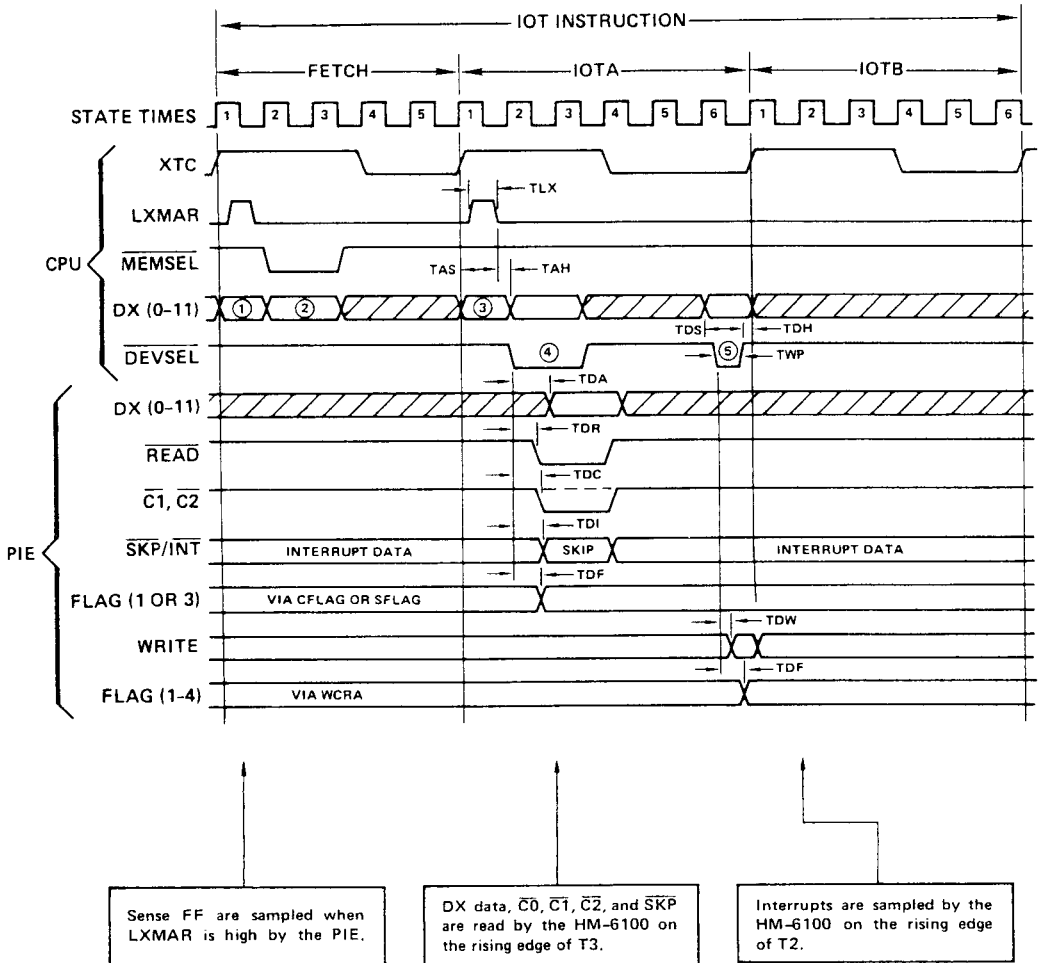 IOT INSTRUCTION
FETCH IOTA IOTB
STATE TIMES 1 2 3 4 5 1 2 3 4 5 6 1 2 3 4 5 6
XTC
TLX
LXMAR
CPU
MEMSEL
TAS TAH
DX (0-11) ① ② ③
TDS TDH
DEVSEL ④ ⑤ TWP
TDA
DX (0-11)
TDR
READ
TDC
C1, C2
TDI
PIE
SKP/INT INTERRUPT DATA SKIP INTERRUPT DATA
TDF
FLAG (1 OR 3) VIA CFLAG OR SFLAG
TDW
WRITE
TDF
FLAG (1-4) VIA WCRA
Sense FF are sampled when
LXMAR is high by the PIE.
DX data, C0, C1, C2, and SKP
are read by the HM-6100 on
the rising edge of T3.
Interrupts are sampled by the
HM-6100 on the rising edge
of T2.